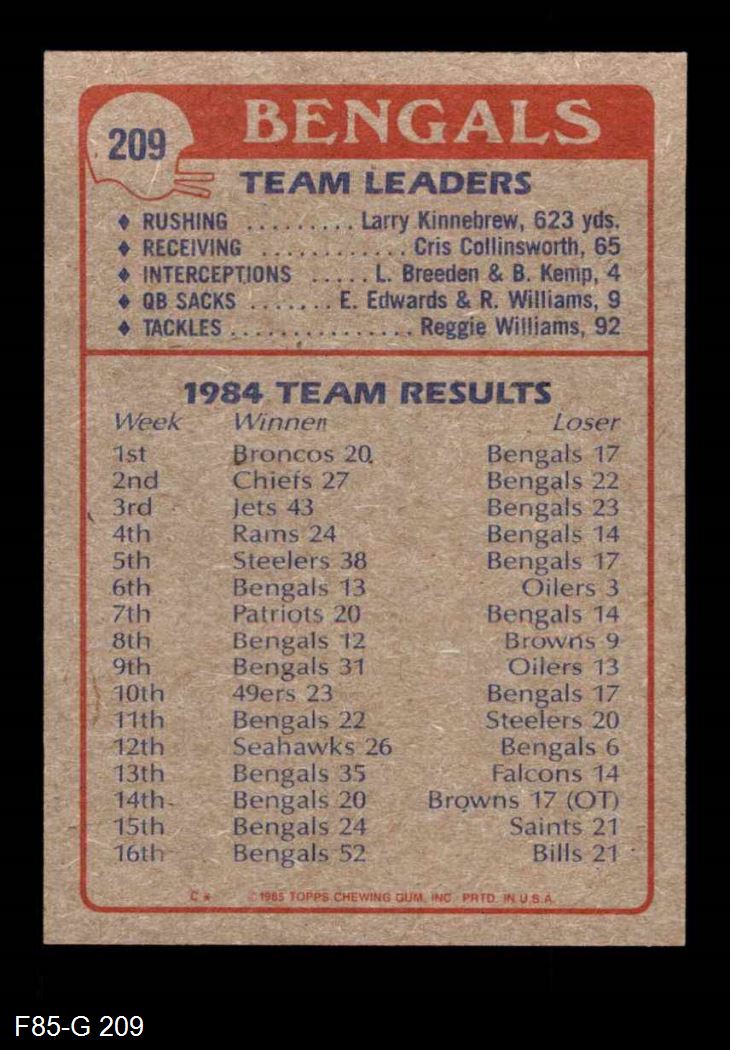 209
BENGALS
TEAM LEADERS
♦ RUSHING ......... Larry Kinnebrew, 623 yds.
♦ RECEIVING ............ Cris Collinsworth, 65
♦ INTERCEPTIONS ..... L. Breeden & B. Kemp, 4
♦ QB SACKS ....... E. Edwards & R. Williams, 9
♦ TACKLES ............... Reggie Williams, 92
1984 TEAM RESULTS
Week Winner Loser
1st Broncos 20 Bengals 17
2nd Chiefs 27 Bengals 22
3rd Jets 43 Bengals 23
4th Rams 24 Bengals 14
5th Steelers 38 Bengals 17
6th Bengals 13 Oilers 3
7th Patriots 20 Bengals 14
8th Bengals 12 Browns 9
9th Bengals 31 Oilers 13
10th 49ers 23 Bengals 17
11th Bengals 22 Steelers 20
12th Seahawks 26 Bengals 6
13th Bengals 35 Falcons 14
14th Bengals 20 Browns 17 (OT)
15th Bengals 24 Saints 21
16th Bengals 52 Bills 21
C * © 1985 TOPPS CHEWING GUM, INC. PRTD. IN U.S.A.
F85-G 209